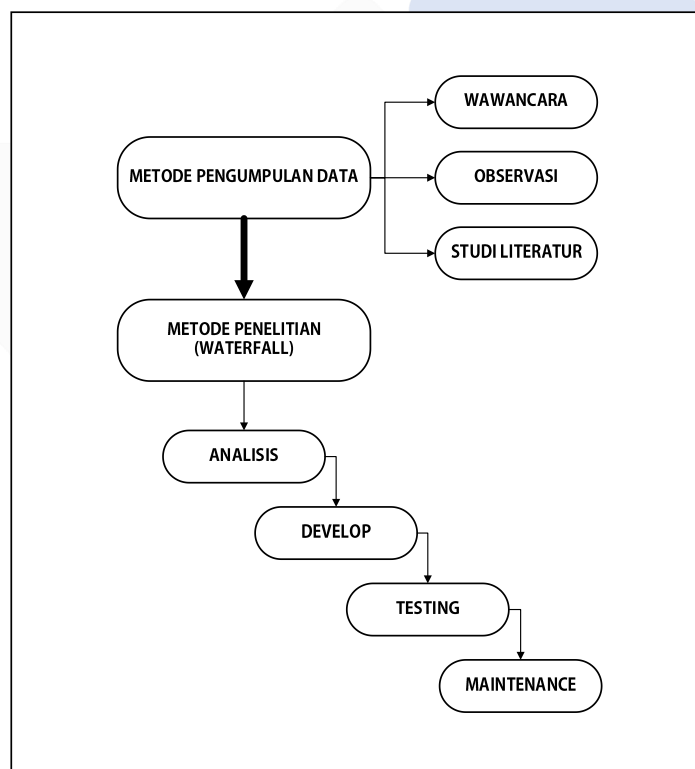 WAWANCARA
METODE PENGUMPULAN DATA
OBSERVASI
STUDI LITERATUR
METODE PENELITIAN
(WATERFALL)
ANALISIS
DEVELOP
TESTING
MAINTENANCE